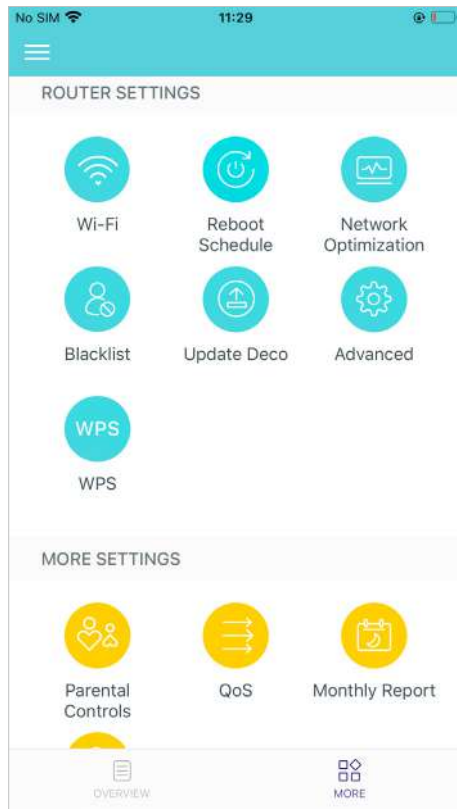 No SIM 11:29
ROUTER SETTINGS
Wi-Fi Reboot Schedule Network Optimization
Blacklist Update Deco Advanced
WPS
WPS
MORE SETTINGS
Parental Controls QoS Monthly Report
OVERVIEW MORE